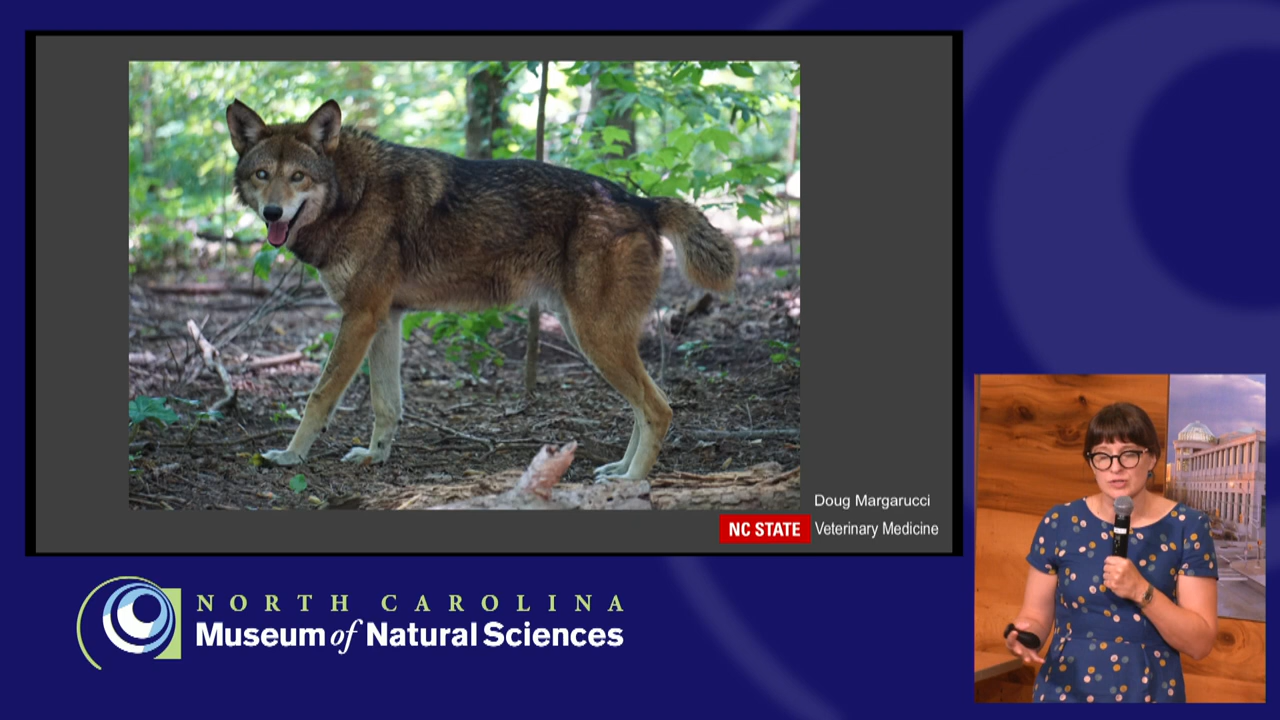 Doug Margarucci
NC STATE Veterinary Medicine
NORTH CAROLINA
Museum of Natural Sciences